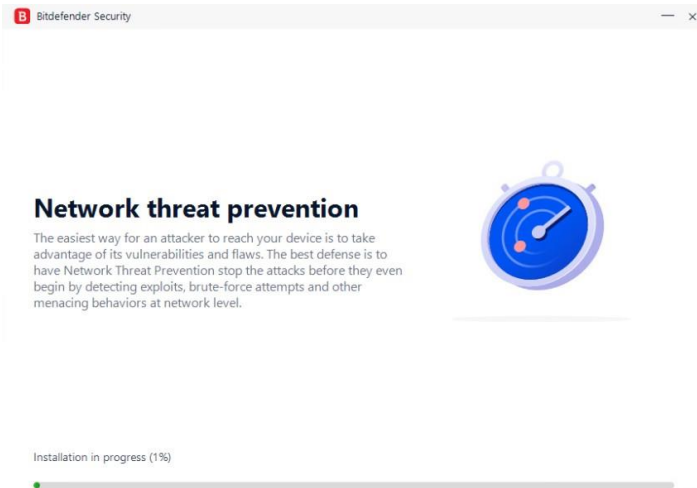 B Bitdefender Security
Network threat prevention
The easiest way for an attacker to reach your device is to take
advantage of its vulnerabilities and flaws. The best defense is to
have Network Threat Prevention stop the attacks before they even
begin by detecting exploits, brute-force attempts and other
menacing behaviors at network level.
Installation in progress (1%)